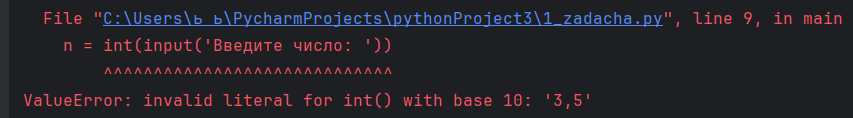 File "C:\Users\ь ь\PycharmProjects\pythonProject3\1_zadacha.py", line 9, in main
n = int(input('Введите число: '))
^^^^^^^^^^^^^^^^^^^^^^^^^^^^^
ValueError: invalid literal for int() with base 10: '3,5'